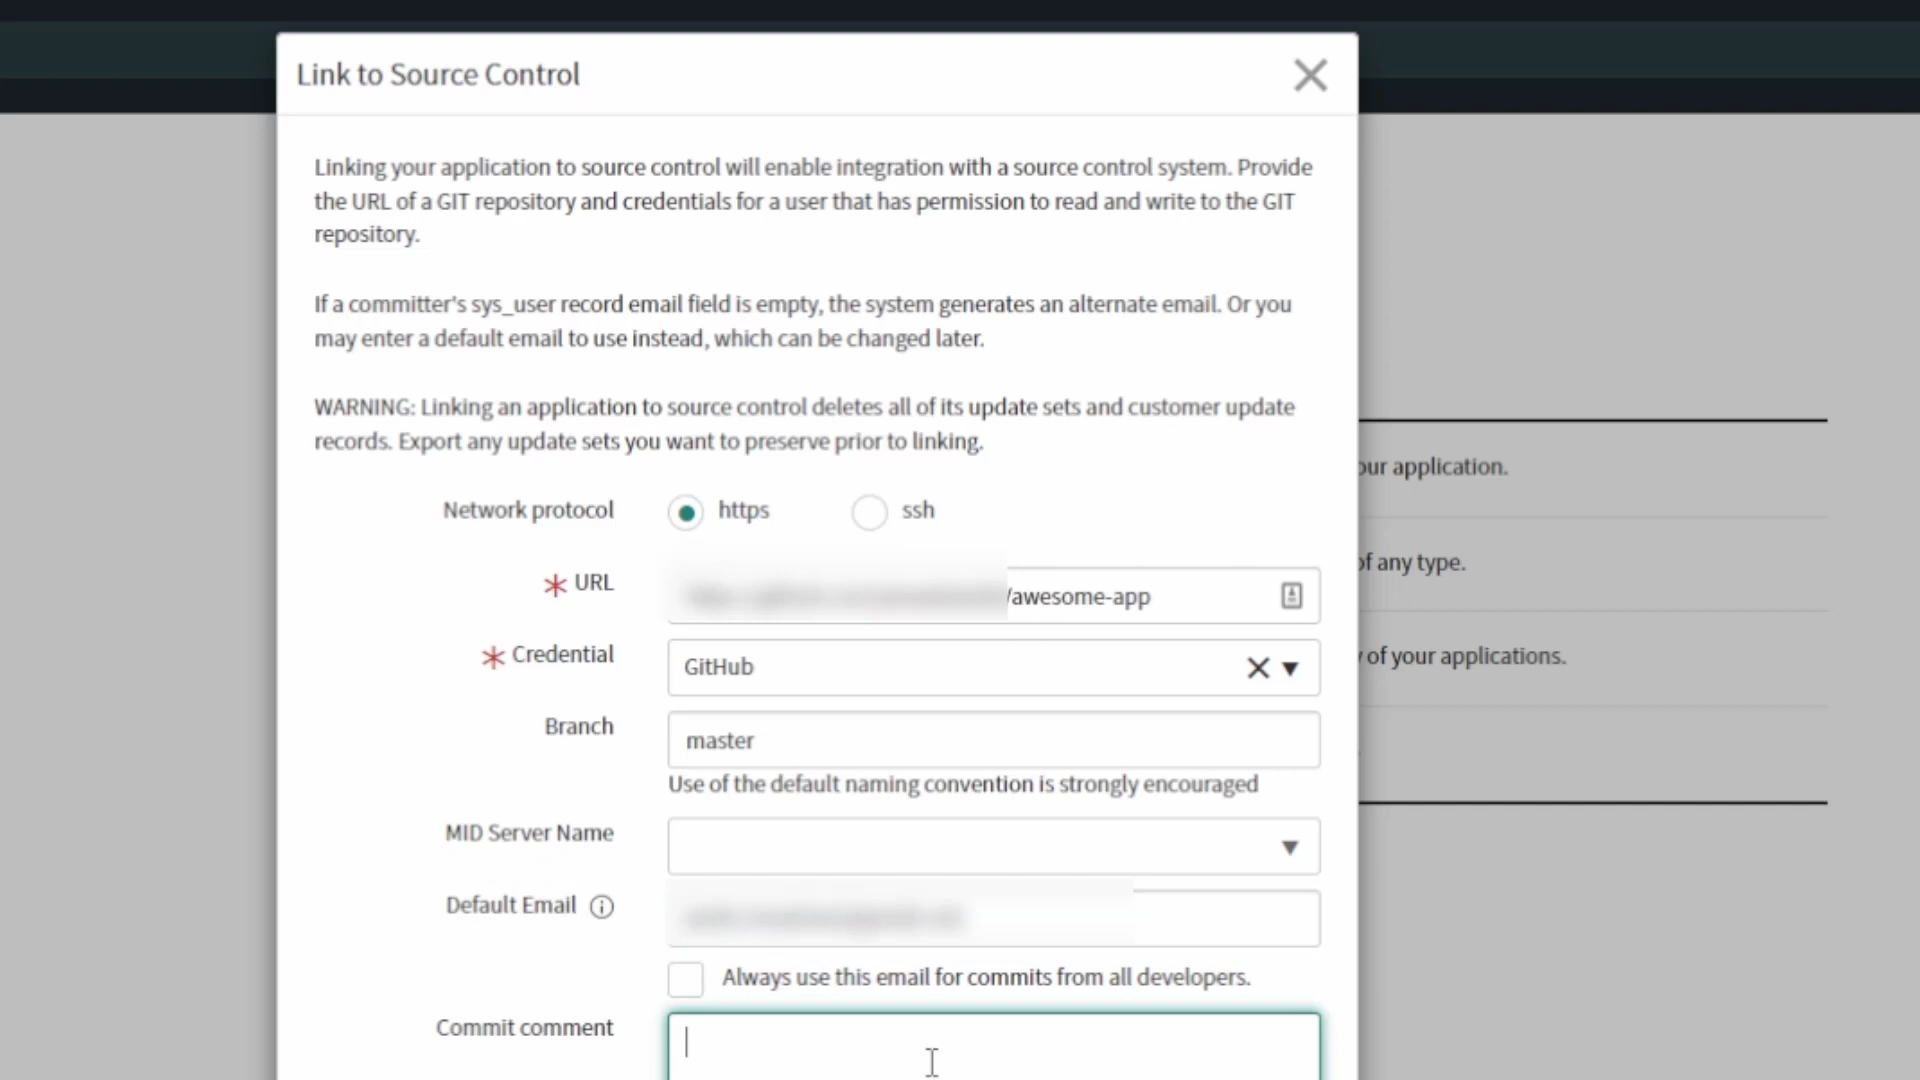 Link to Source Control
Linking your application to source control will enable integration with a source control system. Provide
the URL of a GIT repository and credentials for a user that has permission to read and write to the GIT
repository.
If a committer's sys_user record email field is empty, the system generates an alternate email. Or you
may enter a default email to use instead, which can be changed later.
WARNING: Linking an application to source control deletes all of its update sets and customer update
records. Export any update sets you want to preserve prior to linking.
Network protocol https ssh
URL /awesome-app
Credential GitHub
Branch master
Use of the default naming convention is strongly encouraged
MID Server Name
Default Email
Always use this email for commits from all developers.
Commit comment
our application.
of any type.
of your applications.